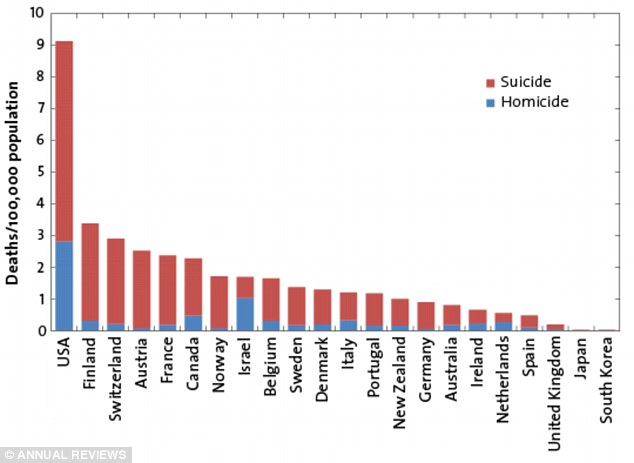 Deaths/100,000 population
10
9
8
7
6
5
4
3
2
1
0
Suicide
Homicide
USA
Finland
Switzerland
Austria
France
Canada
Norway
Israel
Belgium
Sweden
Denmark
Italy
Portugal
New Zealand
Germany
Australia
Ireland
Netherlands
Spain
United Kingdom
Japan
South Korea
© ANNUAL REVIEWS